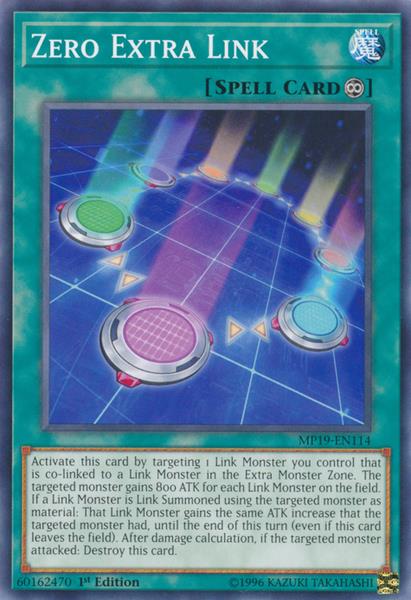 ZERO EXTRA LINK
SPELL
魔
[SPELL CARD]
MP19-EN114
Activate this card by targeting 1 Link Monster you control that
is co-linked to a Link Monster in the Extra Monster Zone. The
targeted monster gains 800 ATK for each Link Monster on the field.
If a Link Monster is Link Summoned using the targeted monster as
material: That Link Monster gains the same ATK increase that the
targeted monster had, until the end of this turn (even if this card
leaves the field). After damage calculation, if the targeted monster
attacked: Destroy this card.
60162470 1st Edition ©1996 KAZUKI TAKAHASHI